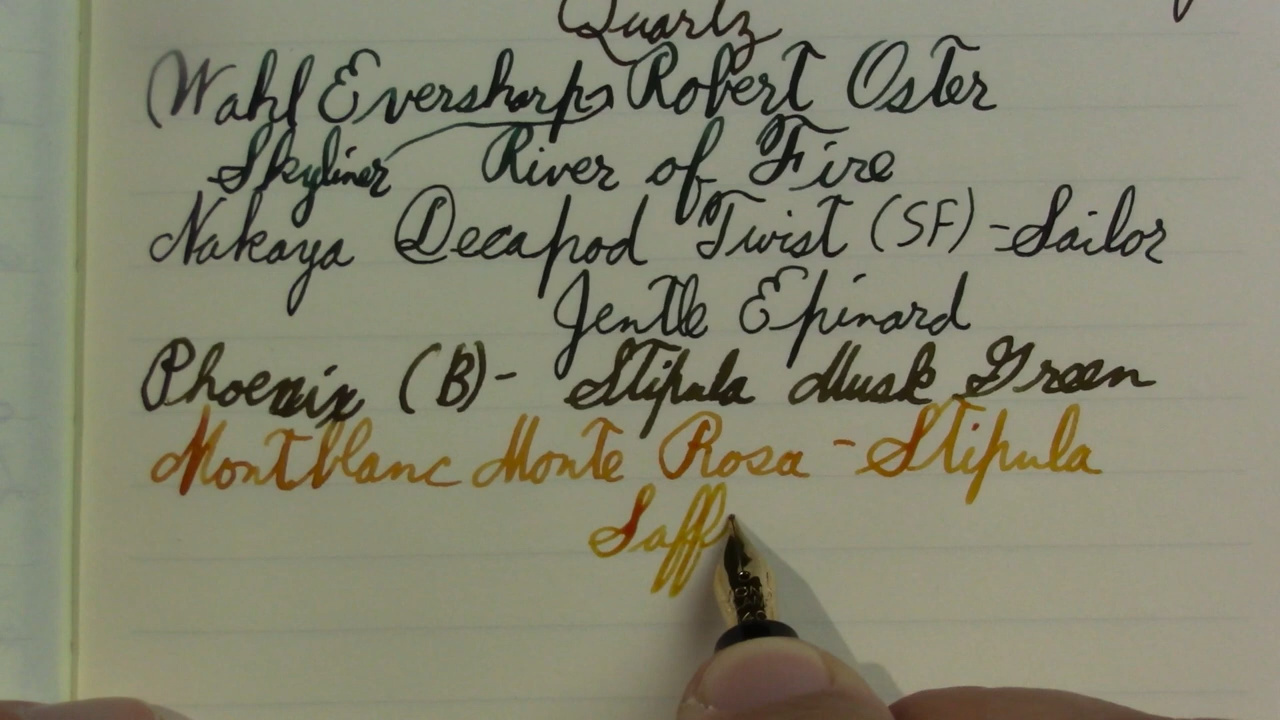 Quartz
Wahl Eversharp Robert Oster
Skyliner River of Fire
Nakaya Decapod Twist (SF) - Sailor
Jentle Epinard
Phoenix (B) - Stipula Musk Green
Montblanc Monte Rosa - Stipula
Saff